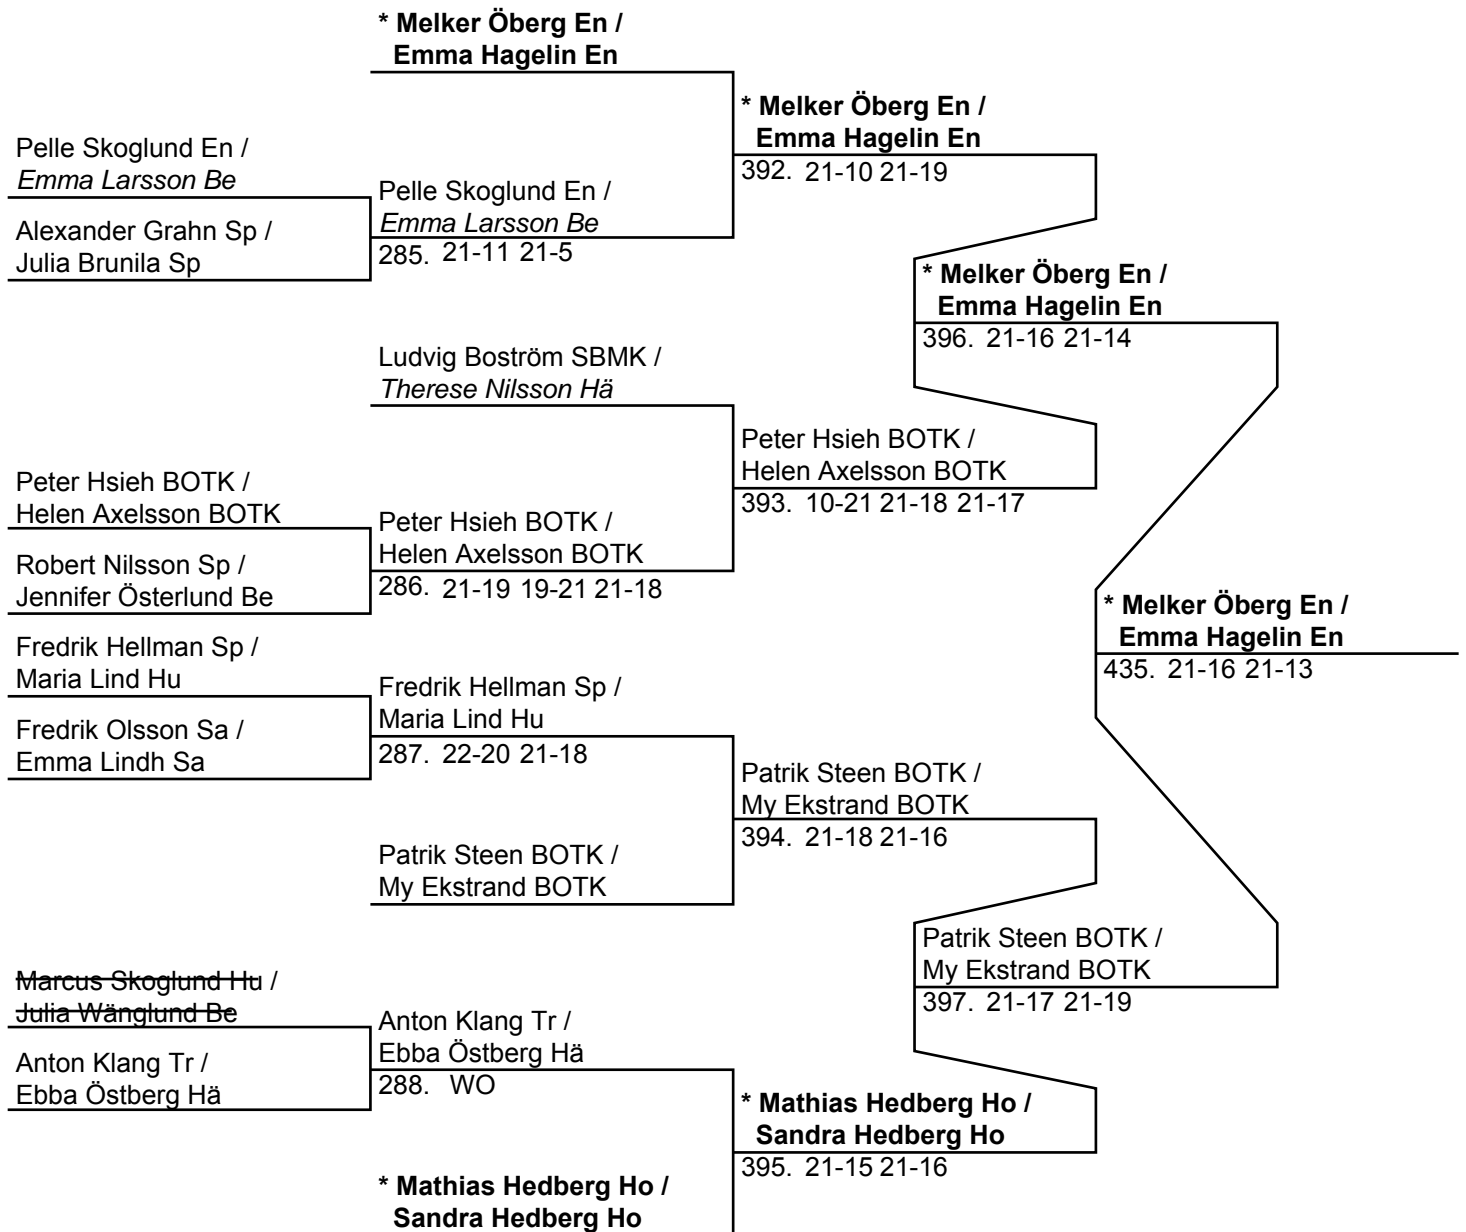 * Melker Öberg En /
Emma Hagelin En
* Melker Öberg En /
Emma Hagelin En
392. 21-10 21-19
Pelle Skoglund En /
Emma Larsson Be
Pelle Skoglund En /
Emma Larsson Be
285. 21-11 21-5
Alexander Grahn Sp /
Julia Brunila Sp
* Melker Öberg En /
Emma Hagelin En
396. 21-16 21-14
Ludvig Boström SBMK /
Therese Nilsson Hä
Peter Hsieh BOTK /
Helen Axelsson BOTK
393. 10-21 21-18 21-17
Peter Hsieh BOTK /
Helen Axelsson BOTK
Peter Hsieh BOTK /
Helen Axelsson BOTK
286. 21-19 19-21 21-18
Robert Nilsson Sp /
Jennifer Österlund Be
* Melker Öberg En /
Emma Hagelin En
435. 21-16 21-13
Fredrik Hellman Sp /
Maria Lind Hu
Fredrik Hellman Sp /
Maria Lind Hu
287. 22-20 21-18
Fredrik Olsson Sa /
Emma Lindh Sa
Patrik Steen BOTK /
My Ekstrand BOTK
394. 21-18 21-16
Patrik Steen BOTK /
My Ekstrand BOTK
Patrik Steen BOTK /
My Ekstrand BOTK
397. 21-17 21-19
Marcus Skoglund Hu /
Julia Wänglund Be
Anton Klang Tr /
Ebba Östberg Hä
288. WO
Anton Klang Tr /
Ebba Östberg Hä
* Mathias Hedberg Ho /
Sandra Hedberg Ho
395. 21-15 21-16
* Mathias Hedberg Ho /
Sandra Hedberg Ho